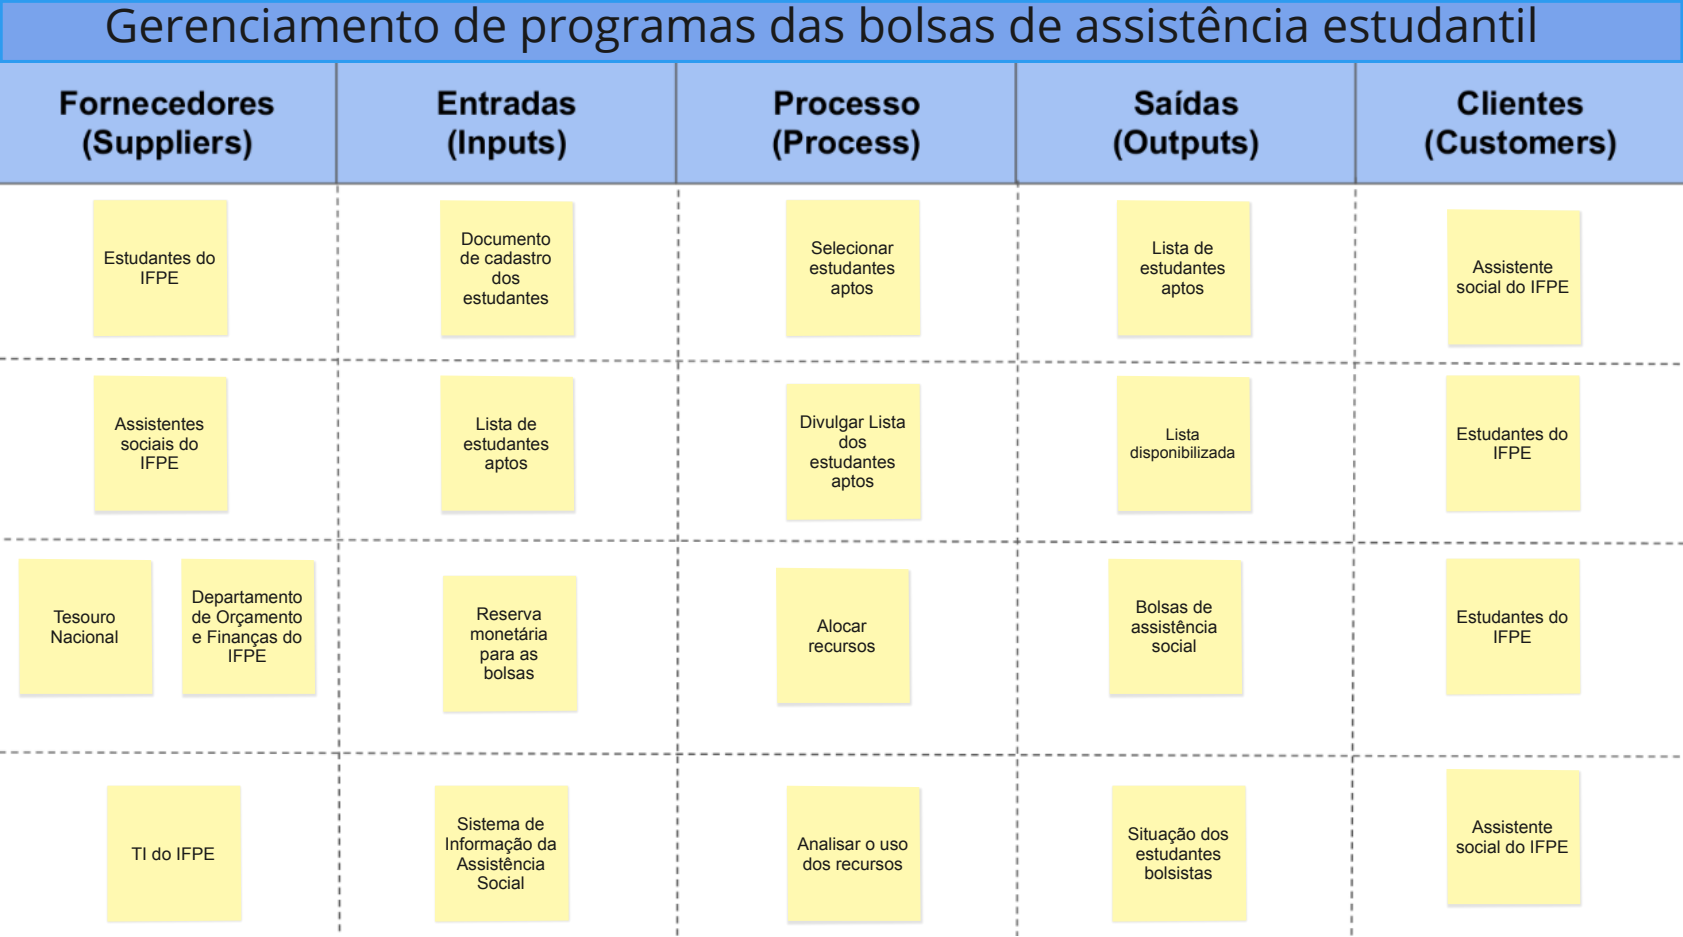 Gerenciamento de programas das bolsas de assistência estudantil
Fornecedores
(Suppliers)
Entradas
(Inputs)
Processo
(Process)
Saídas
(Outputs)
Clientes
(Customers)
Estudantes do
IFPE
Documento
de cadastro
dos
estudantes
Selecionar
estudantes
aptos
Lista de
estudantes
aptos
Assistente
social do IFPE
Assistentes
sociais do
IFPE
Lista de
estudantes
aptos
Divulgar Lista
dos
estudantes
aptos
Lista
disponibilizada
Estudantes do
IFPE
Tesouro
Nacional
Departamento
de Orçamento
e Finanças do
IFPE
Reserva
monetária
para as
bolsas
Alocar
recursos
Bolsas de
assistência
social
Estudantes do
IFPE
TI do IFPE
Sistema de
Informação da
Assistência
Social
Analisar o uso
dos recursos
Situação dos
estudantes
bolsistas
Assistente
social do IFPE